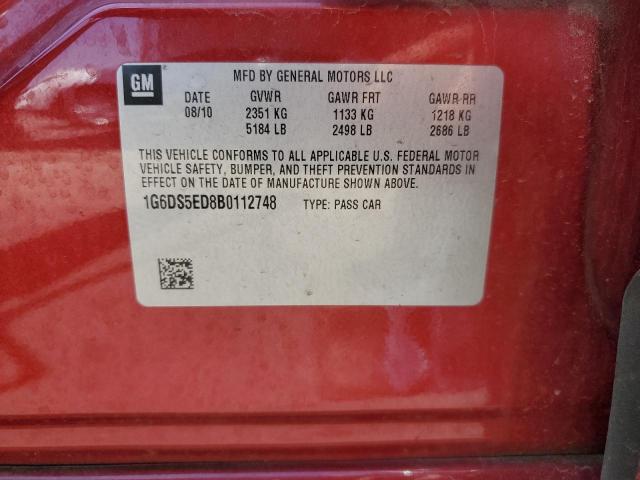 GM
MFD BY GENERAL MOTORS LLC
DATE GVWR GAWR FRT GAWR RR
08/10 2351 KG 1133 KG 1218 KG
5184 LB 2498 LB 2686 LB
THIS VEHICLE CONFORMS TO ALL APPLICABLE U.S. FEDERAL MOTOR
VEHICLE SAFETY, BUMPER, AND THEFT PREVENTION STANDARDS IN
EFFECT ON THE DATE OF MANUFACTURE SHOWN ABOVE.
1G6DS5ED8B0112748 TYPE: PASS CAR